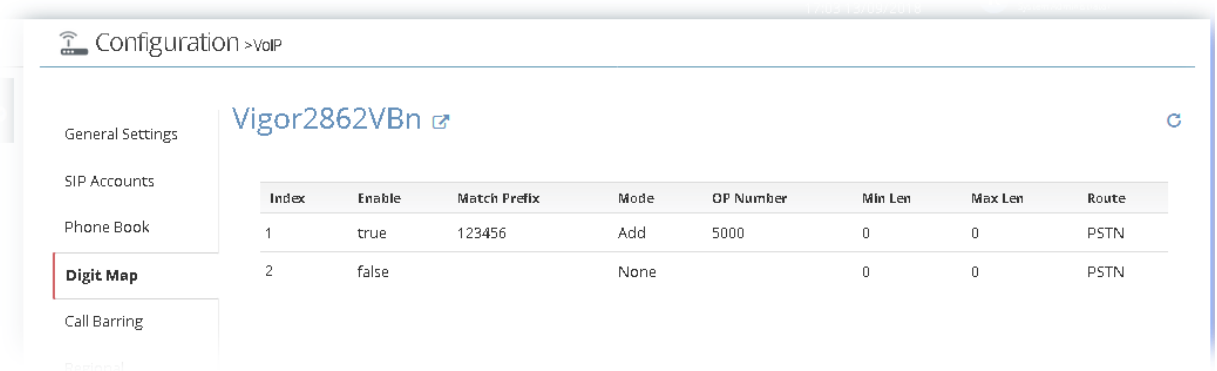 Configuration >VoIP
Vigor2862VBn
General Settings
SIP Accounts
Phone Book
Digit Map
Call Barring
Regional
Index Enable Match Prefix Mode OP Number Min Len Max Len Route
1 true 123456 Add 5000 0 0 PSTN
2 false None 0 0 PSTN